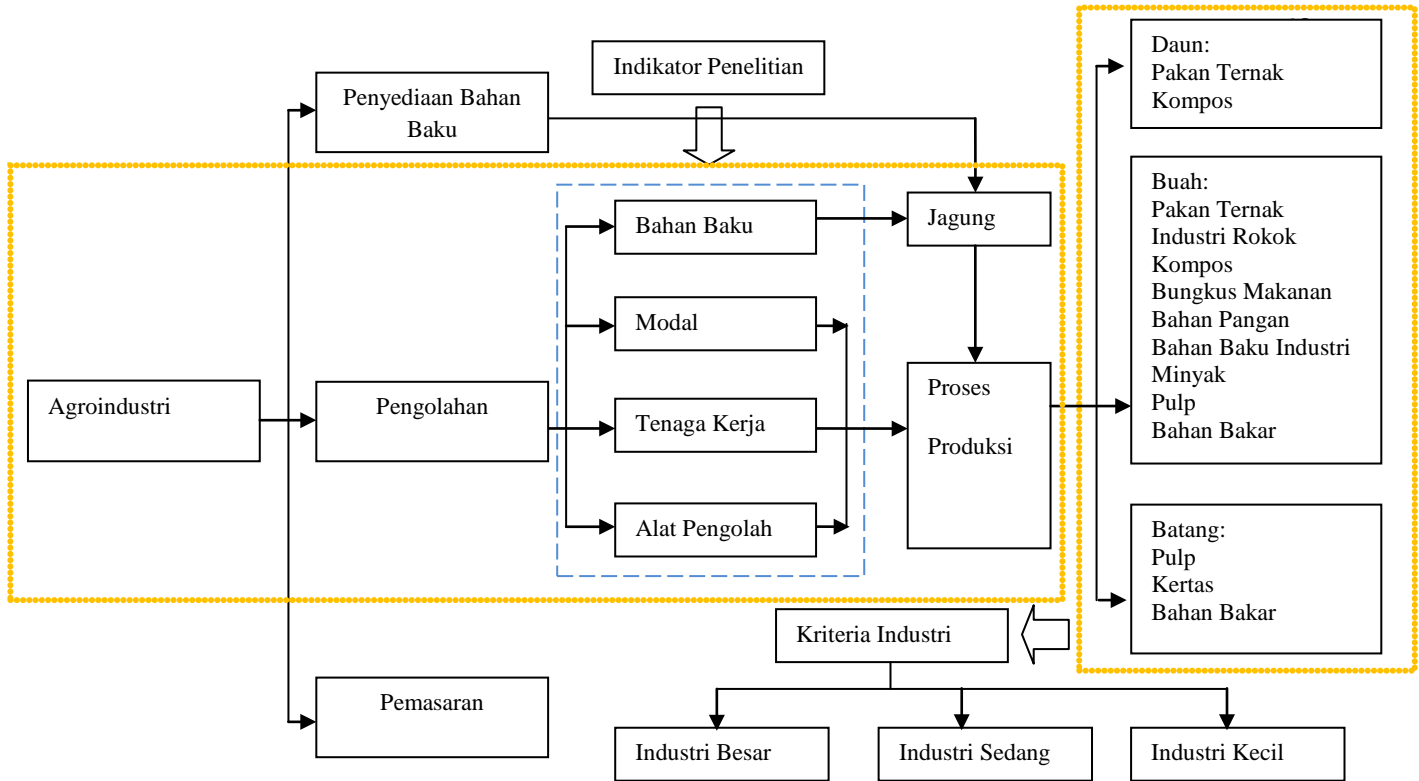 Indikator Penelitian
Penyediaan Bahan
Baku
Daun:
Pakan Ternak
Kompos
Bahan Baku
Jagung
Buah:
Pakan Ternak
Industri Rokok
Kompos
Bungkus Makanan
Bahan Pangan
Bahan Baku Industri
Minyak
Pulp
Bahan Bakar
Modal
Agroindustri
Pengolahan
Tenaga Kerja
Proses
Produksi
Alat Pengolah
Batang:
Pulp
Kertas
Bahan Bakar
Kriteria Industri
Pemasaran
Industri Besar
Industri Sedang
Industri Kecil